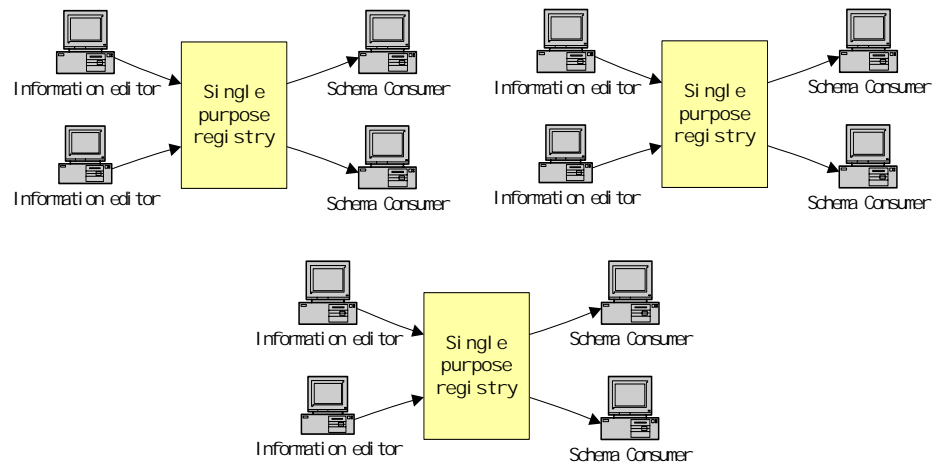 Information editor
Information editor
Single
purpose
registry
Schema Consumer
Schema Consumer
Information editor
Information editor
Single
purpose
registry
Schema Consumer
Schema Consumer
Information editor
Information editor
Single
purpose
registry
Schema Consumer
Schema Consumer